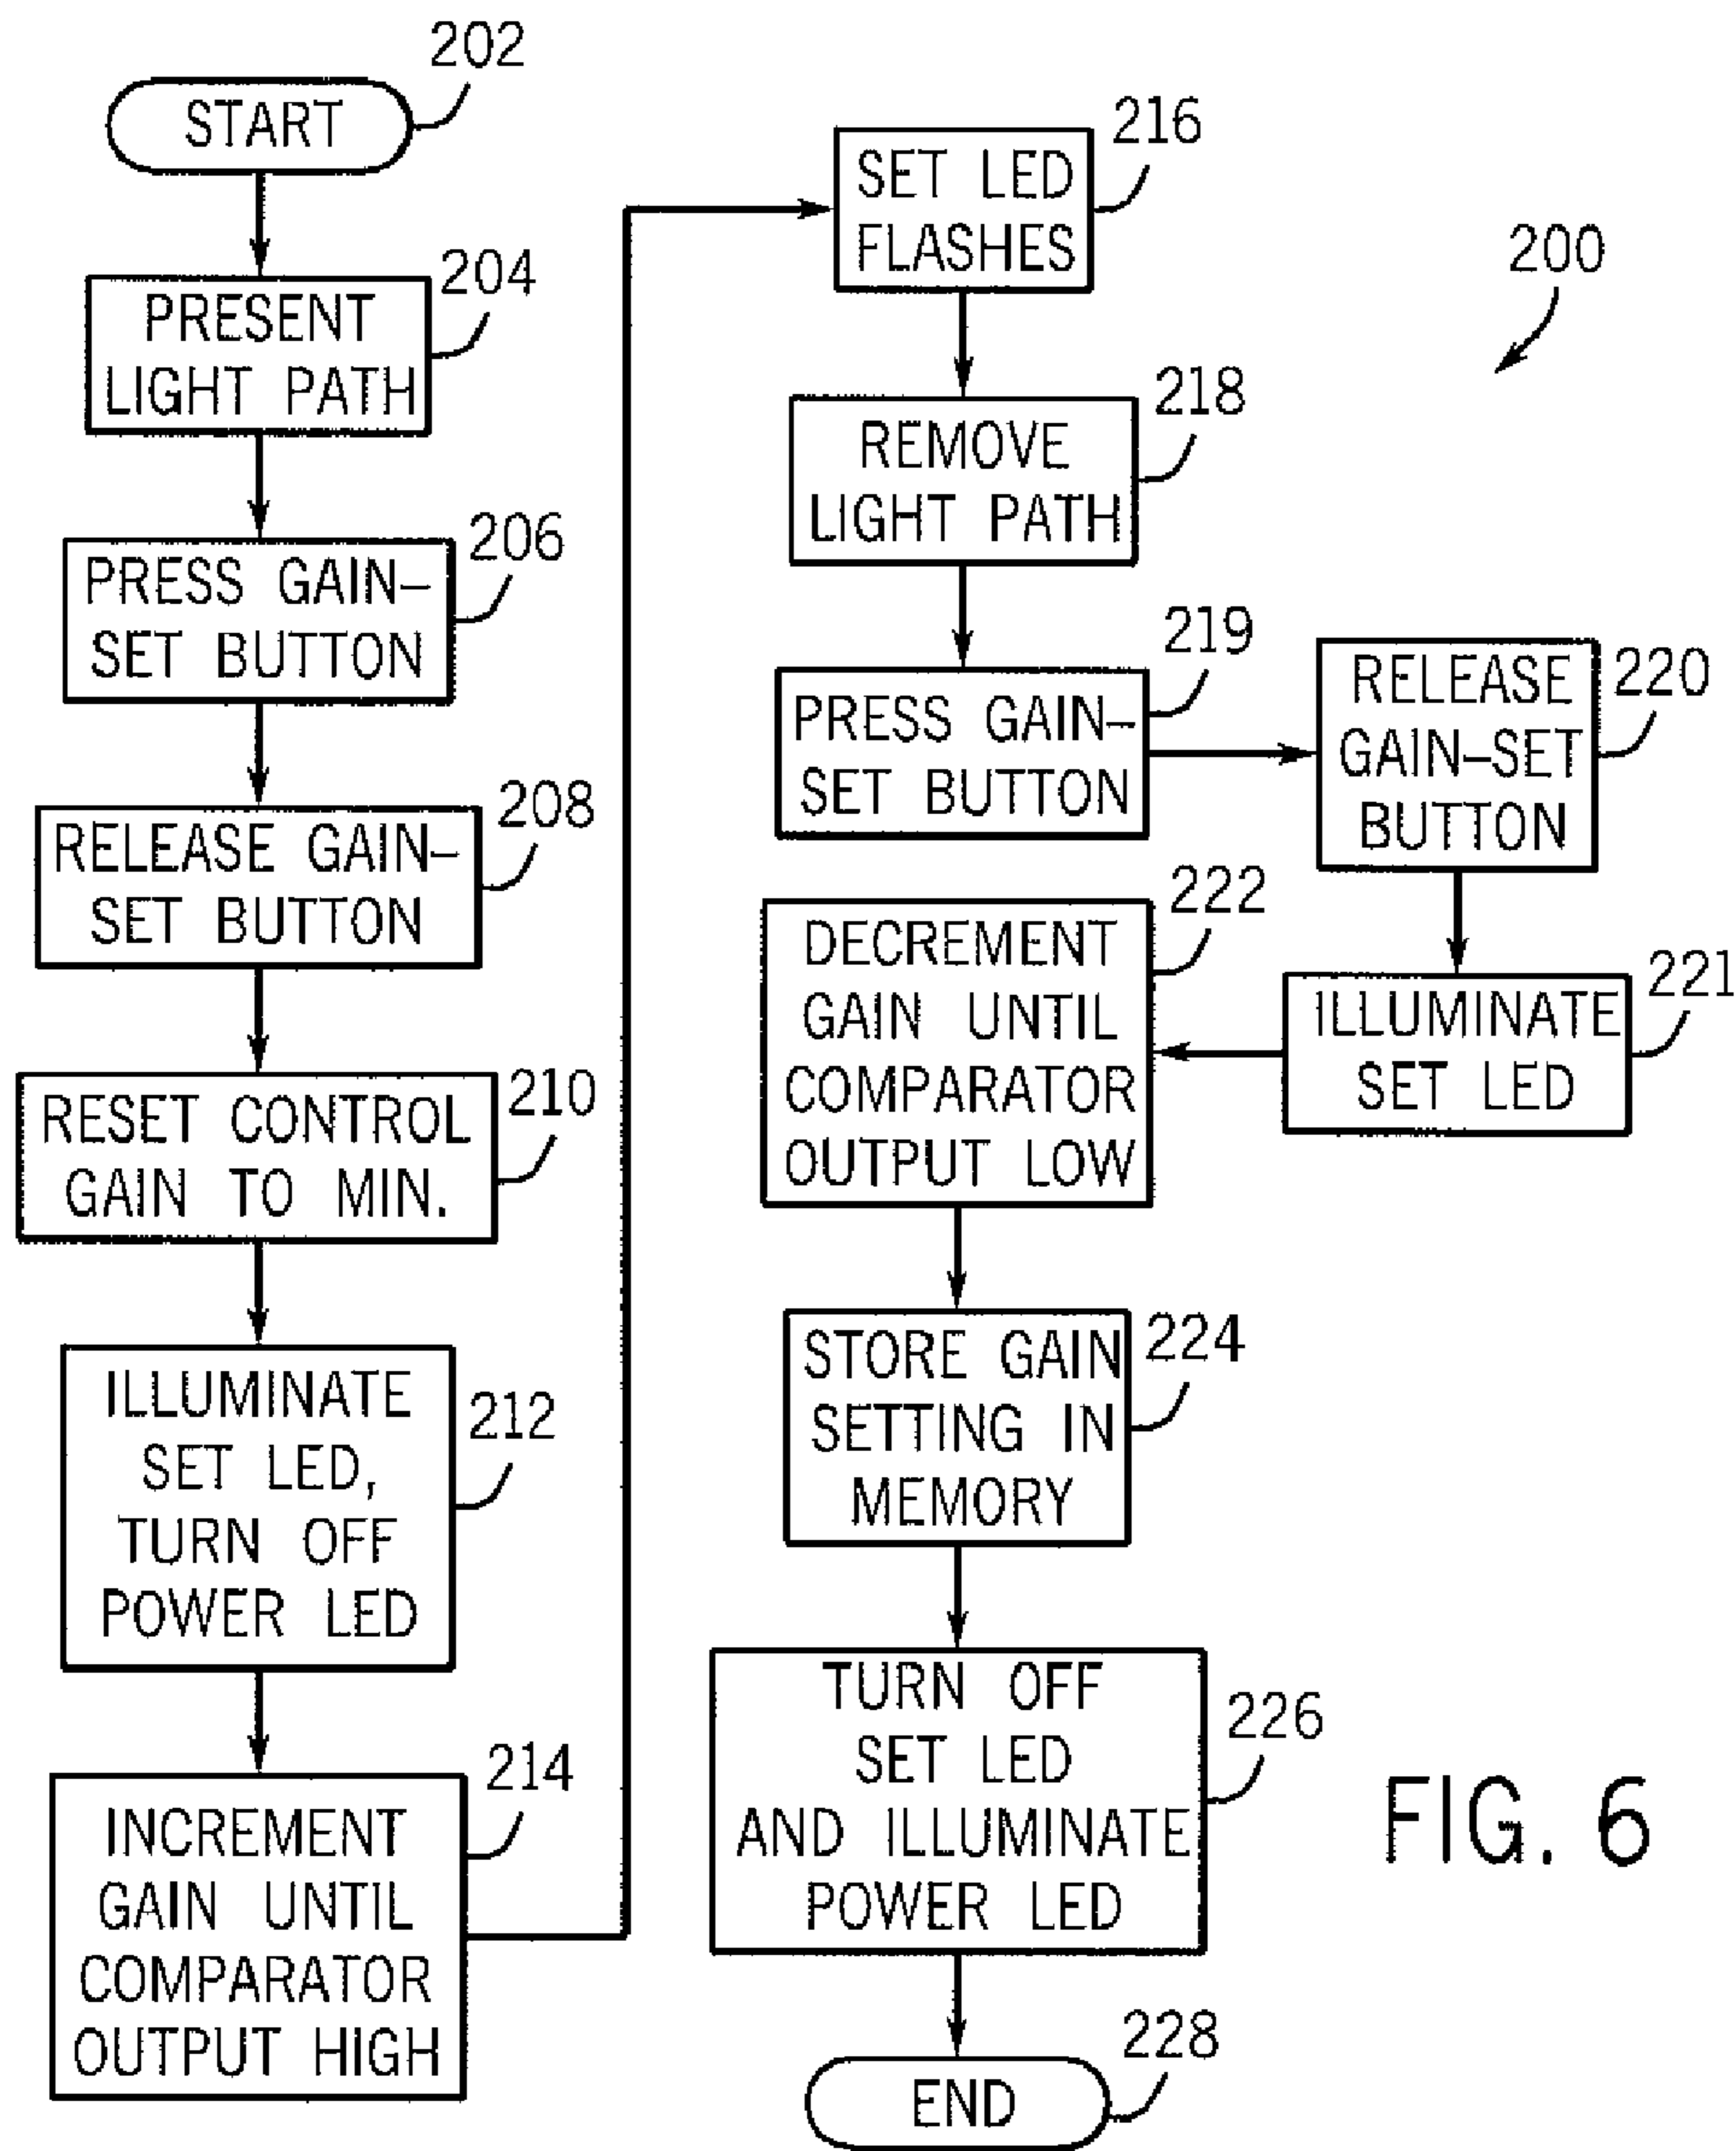 202
START
204
PRESENT
LIGHT PATH
206
PRESS GAIN–
SET BUTTON
208
RELEASE GAIN–
SET BUTTON
210
RESET CONTROL
GAIN TO MIN.
212
ILLUMINATE
SET LED,
TURN OFF
POWER LED
214
INCREMENT
GAIN UNTIL
COMPARATOR
OUTPUT HIGH
216
SET LED
FLASHES
200
218
REMOVE
LIGHT PATH
219
PRESS GAIN–
SET BUTTON
220
RELEASE
GAIN–SET
BUTTON
221
ILLUMINATE
SET LED
222
DECREMENT
GAIN UNTIL
COMPARATOR
OUTPUT LOW
224
STORE GAIN
SETTING IN
MEMORY
226
TURN OFF
SET LED
AND ILLUMINATE
POWER LED
228
END
FIG. 6